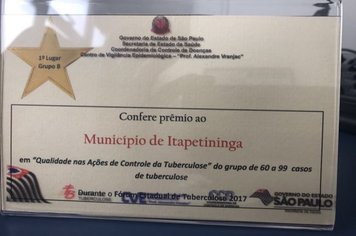 Governo do Estado de São Paulo
Secretaria de Estado da Saúde
Coordenadoria de Controle de Doenças
Centro de Vigilância Epidemiológica – "Prof. Alexandre Vranjac"
1º Lugar
Grupo B
Confere prêmio ao
Município de Itapetininga
em "Qualidade nas Ações de Controle da Tuberculose" do grupo de 60 a 99 casos
de tuberculose
Durante o Fórum Estadual de Tuberculose 2017
TUBERCULOSE
CVE
CCD
GOVERNO DO ESTADO
SÃO PAULO